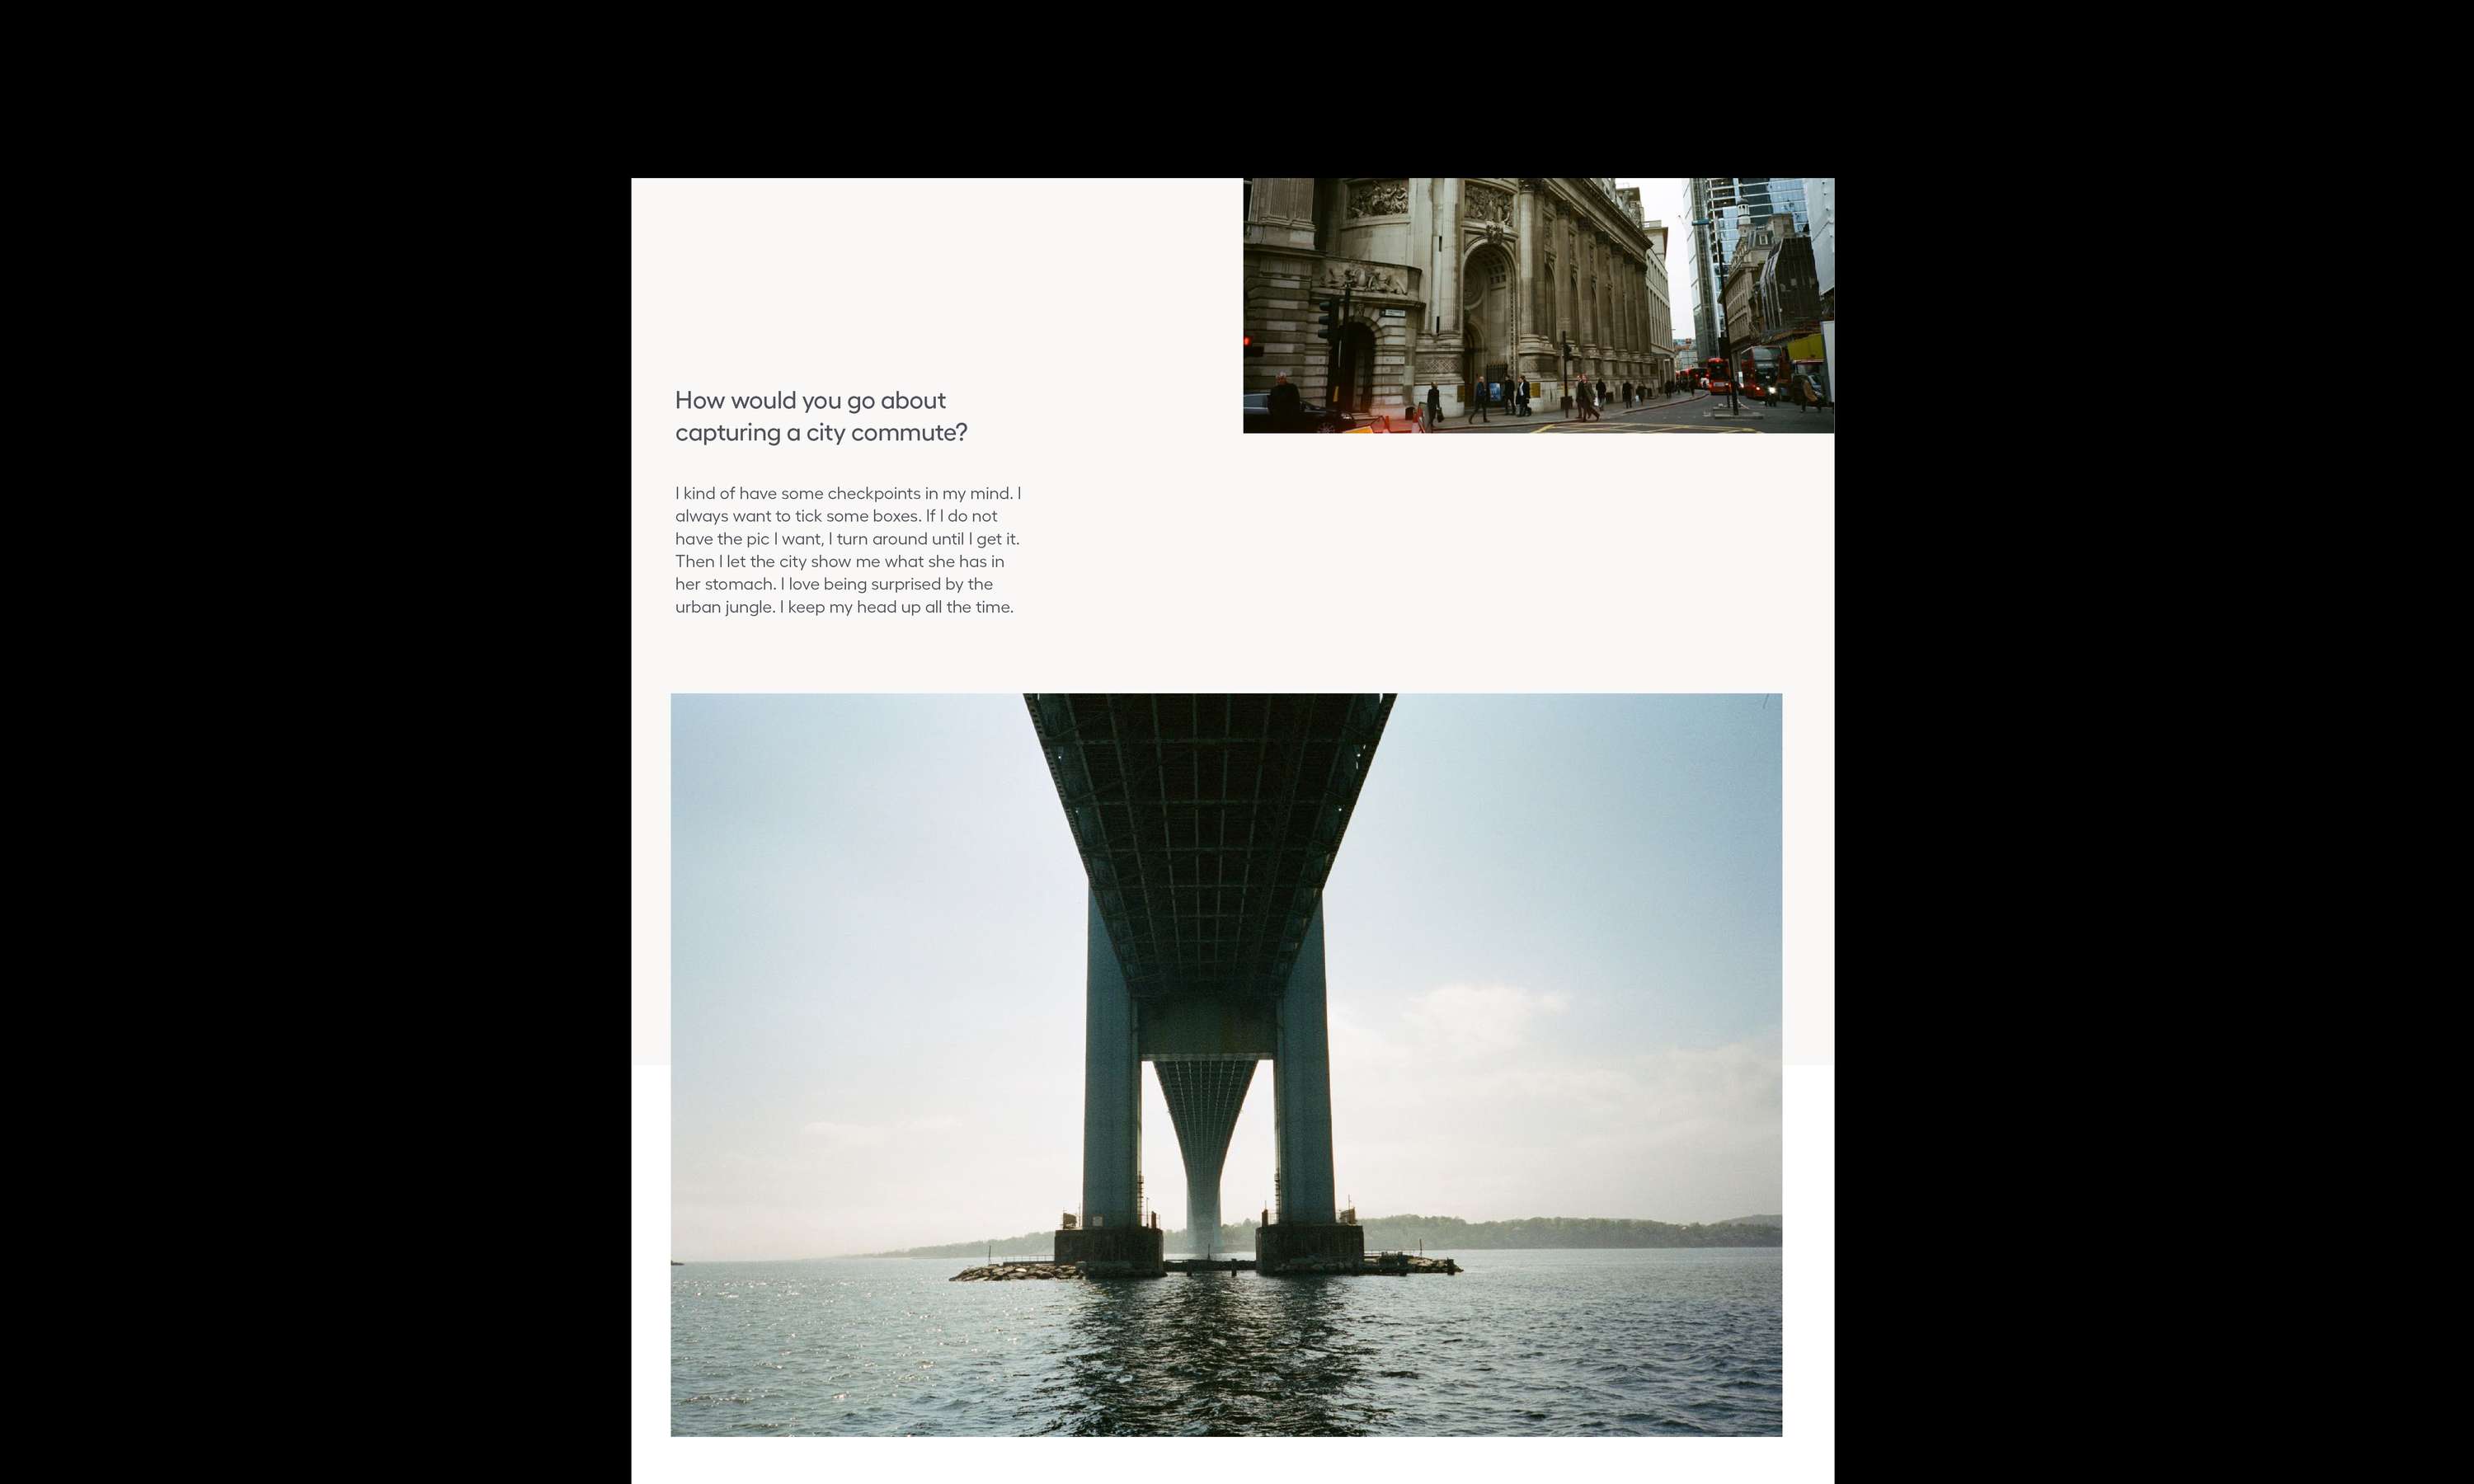 How would you go about
capturing a city commute?
I kind of have some checkpoints in my mind. I
always want to tick some boxes. If I do not
have the pic I want, I turn around until I get it.
Then I let the city show me what she has in
her stomach. I love being surprised by the
urban jungle. I keep my head up all the time.